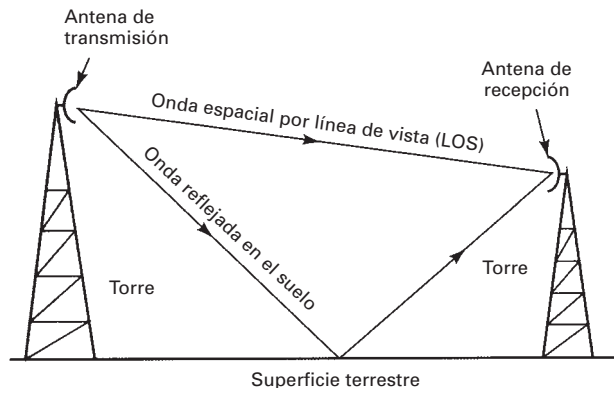 Antena de
transmisión
Antena de
recepción
Onda espacial por línea de vista (LOS)
Onda reflejada en el suelo
Torre
Torre
Superficie terrestre